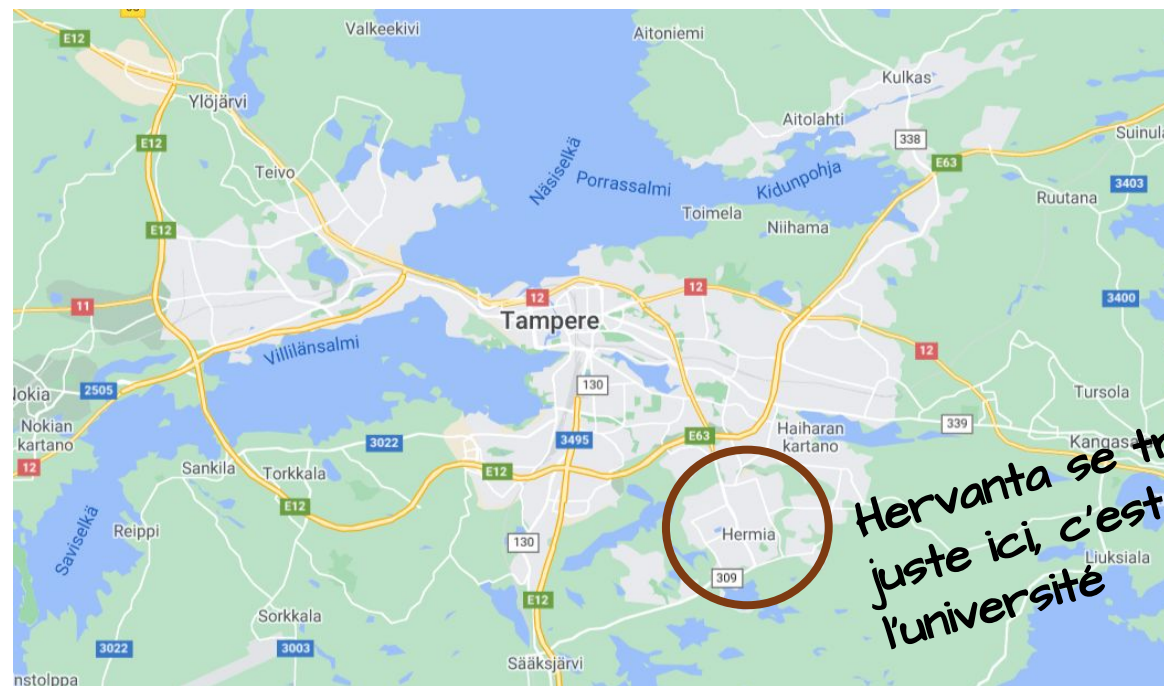 E12
Valkeekivi
Aitoniemi
Kulkas
Ylöjärvi
Aitolahti
338
Suinula
E12
E63
Teivo
Näsiselkä
Porrassalmi
Kidunpohja
3403
Ruutana
Toimela
Niihama
E12
11
12
12
3400
Tampere
Villilänsalmi
12
2505
130
Tursola
Nokian
kartano
3022
3495
E63
Haiharan
kartano
339
12
Sankila
Torkkala
E12
E12
Hervanta se
juste ici, c'est
l'université
Reippi
Saviselkä
130
Hermia
309
Liuksiala
E12
Sorkkala
3022
3003
Sääksjärvi